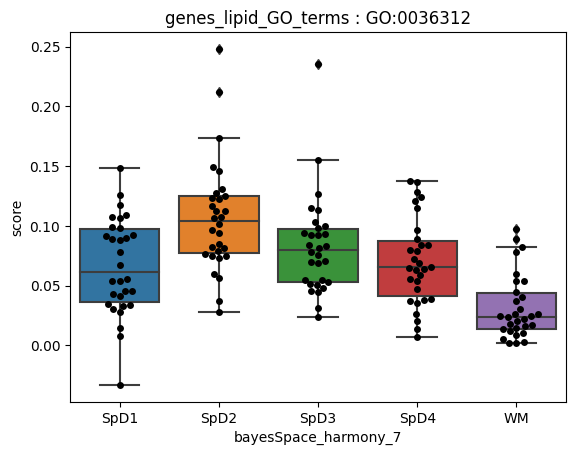 genes_lipid_GO_terms : GO:0036312
score
0.25
0.20
0.15
0.10
0.05
0.00
SpD1 SpD2 SpD3 SpD4 WM
bayesSpace_harmony_7